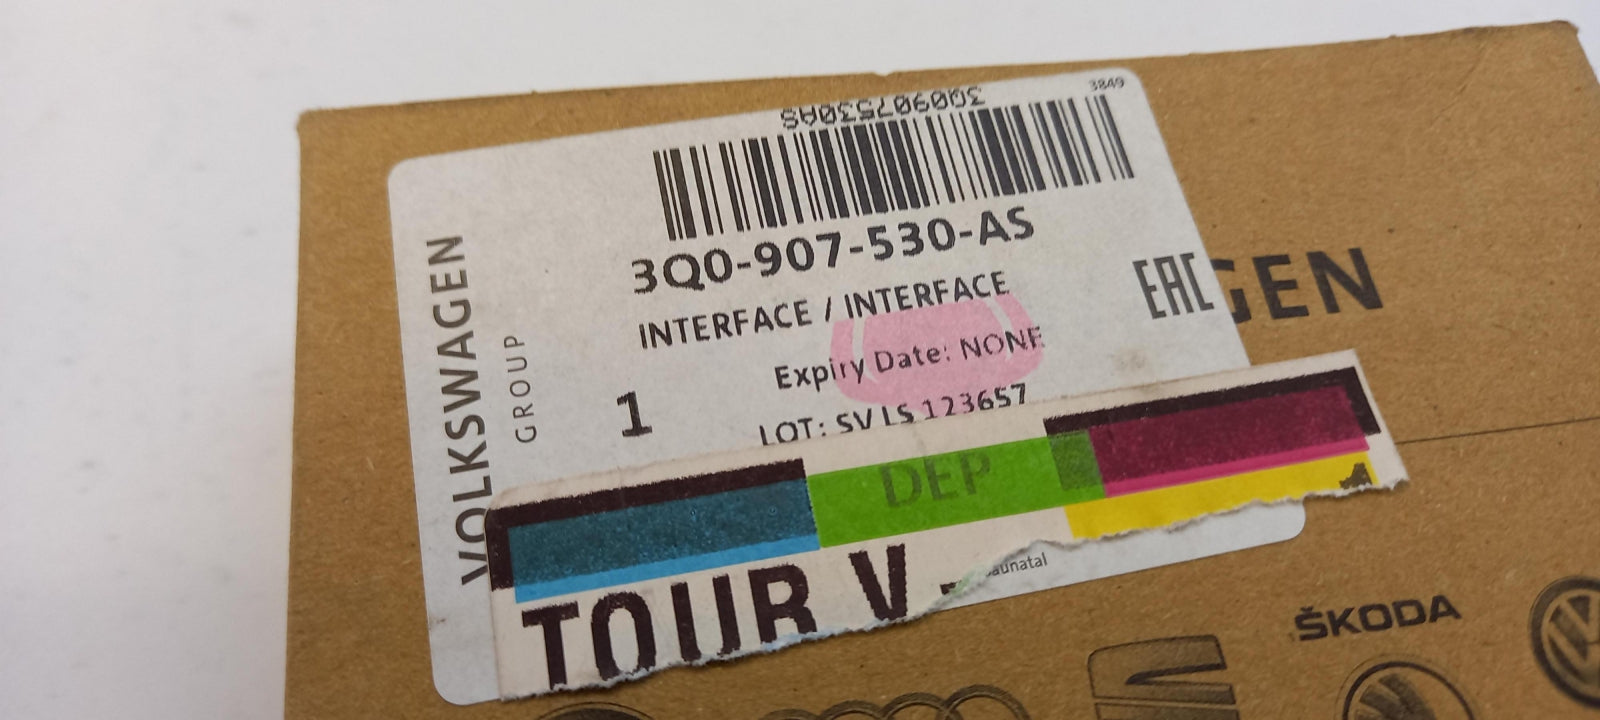 3849
3Q0907530AS
3Q0-907-530-AS
INTERFACE / INTERFACE
Expiry Date: NONE
LOT: SV LS 123657
1
VOLKSWAGEN
GROUP
EAC
GEN
DEP
TOUR V
aunatal
ŠKODA